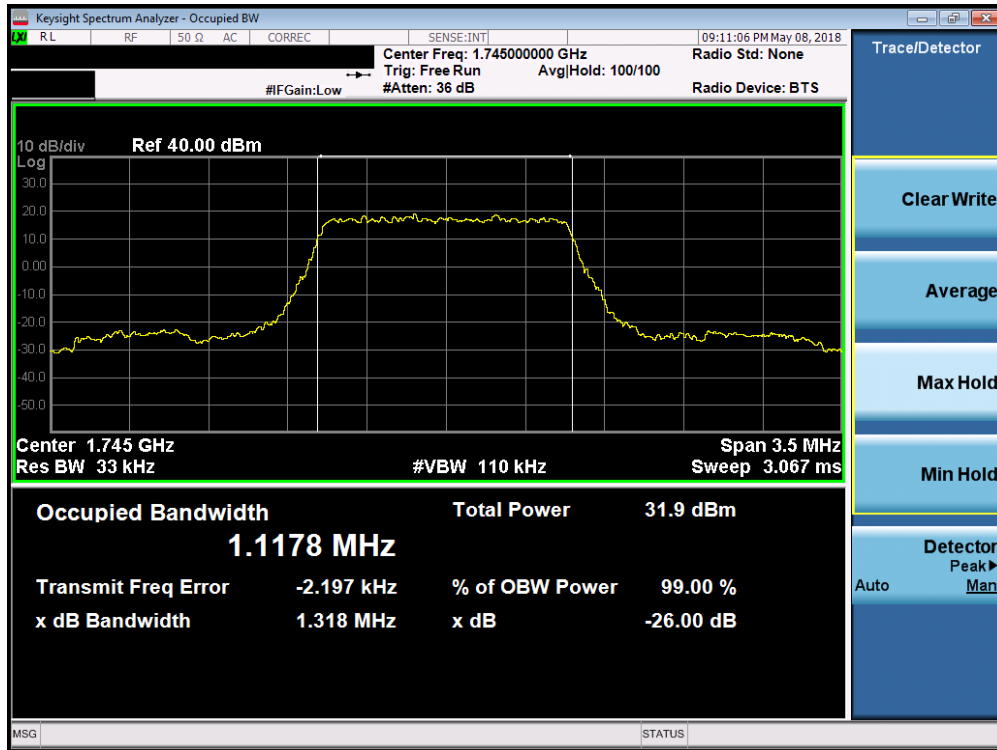 Keysight Spectrum Analyzer - Occupied BW
LXI RL RF 50 Ω AC CORREC SENSE:INT 09:11:06 PM May 08, 2018
Center Freq: 1.745000000 GHz Radio Std: None
Trig: Free Run Avg|Hold: 100/100
#IFGain:Low #Atten: 36 dB Radio Device: BTS
10 dB/div Ref 40.00 dBm
Log
30.0
20.0
10.0
0.00
-10.0
-20.0
-30.0
-40.0
-50.0
Center 1.745 GHz Span 3.5 MHz
Res BW 33 kHz #VBW 110 kHz Sweep 3.067 ms
Occupied Bandwidth Total Power 31.9 dBm
1.1178 MHz
Transmit Freq Error -2.197 kHz % of OBW Power 99.00 %
x dB Bandwidth 1.318 MHz x dB -26.00 dB
MSG STATUS
Trace/Detector
Clear Write
Average
Max Hold
Min Hold
Detector
Peak▶
Auto Man